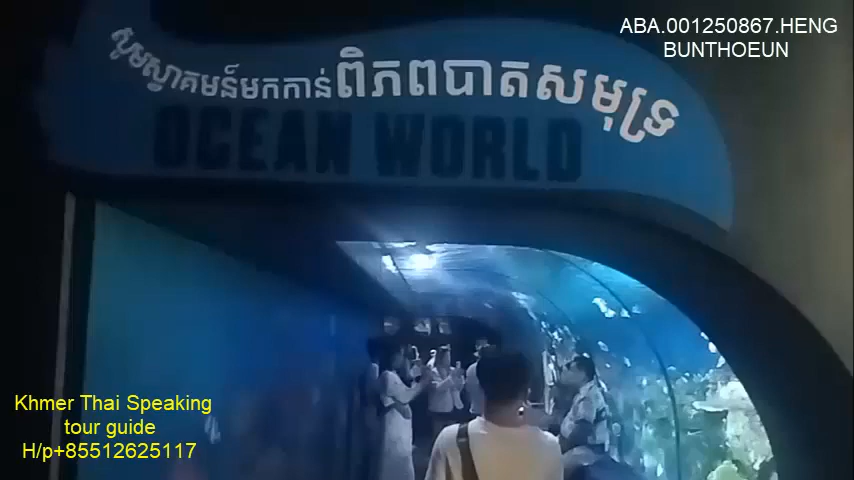 ABA.001250867.HENG
BUNTHOEUN
សូមស្វាគមន៍មកកាន់ពិភពបាតសមុទ្រ
OCEAN WORLD
Khmer Thai Speaking
tour guide
H/p+85512625117